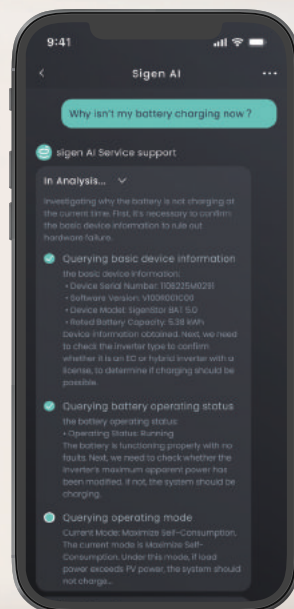 9:41
Sigen AI
Why isn't my battery charging now?
sigen AI Service support
In Analysis...
Investigating why the battery is not charging at
the current time. First, it's necessary to confirm
the basic device information to rule out
hardware failure.
Querying basic device information
the basic device information:
• Device Serial Number: 110B235M0291
• Software Version: V100R001C00
• Device Model: SigenStor BAT 5.0
• Rated Battery Capacity: 5.38 kWh
Device information obtained. Next, we need
to check the inverter type to confirm
whether it is an EC or hybrid inverter with a
license, to determine if charging should be
possible.
Querying battery operating status
the battery operating status:
• Operating Status: Running
The battery is functioning properly with no
faults. Next, we need to check whether the
inverter's maximum apparent power has
been modified. If not, the system should be
charging.
Querying operating mode
Current Mode: Maximize Self-Consumption.
The current mode is Maximize Self-
Consumption. Under this mode, if load
power exceeds PV power, the system should
not charge...